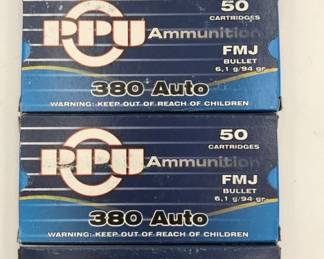 50
CARTRIDGES
PPU Ammunition
FMJ
BULLET
6,1 g/94 gr.
380 Auto
WARNING: KEEP OUT OF REACH OF CHILDREN
50
CARTRIDGES
PPU Ammunition
FMJ
BULLET
6,1 g/94 gr.
380 Auto
WARNING: KEEP OUT OF REACH OF CHILDREN